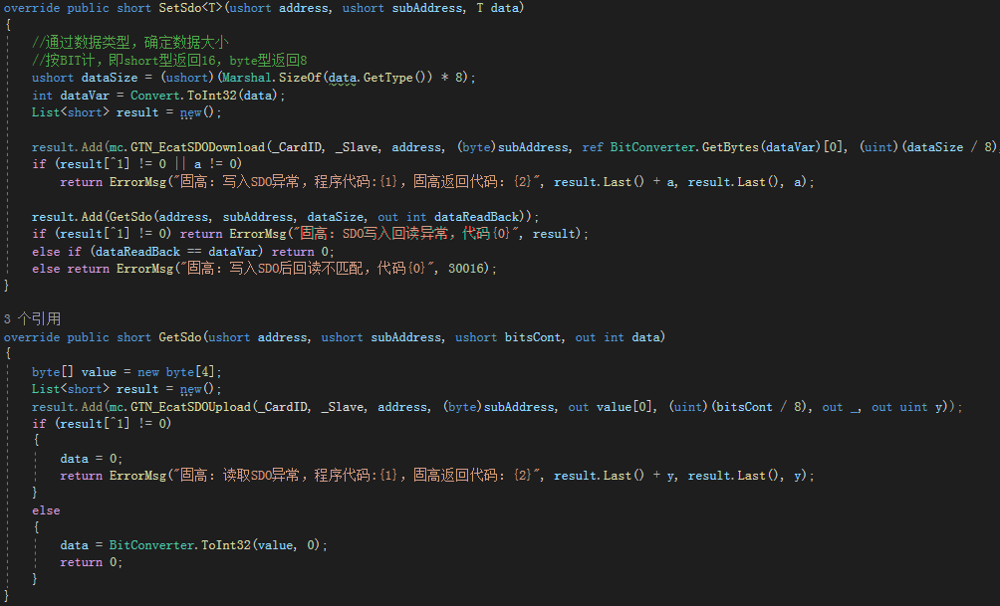 override public short SetSdo<T>(ushort address, ushort subAddress, T data)
{
//通过数据类型，确定数据大小
//按BIT计，即short型返回16，byte型返回8
ushort dataSize = (ushort)(Marshal.SizeOf(data.GetType()) * 8);
int dataVar = Convert.ToInt32(data);
List<short> result = new();
result.Add(mc.GTN_EcatSDODownload(_CardID, _Slave, address, (byte)subAddress, ref BitConverter.GetBytes(dataVar)[0], (uint)(dataSize / 8),
if (result[^1] != 0 || a != 0)
return ErrorMsg("固高：写入SDO异常，程序代码:{1}，固高返回代码：{2}", result.Last() + a, result.Last(), a);
result.Add(GetSdo(address, subAddress, dataSize, out int dataReadBack));
if (result[^1] != 0) return ErrorMsg("固高：SDO写入回读异常，代码{0}", result);
else if (dataReadBack == dataVar) return 0;
else return ErrorMsg("固高：写入SDO后回读不匹配，代码{0}", 30016);
}
3 个引用
override public short GetSdo(ushort address, ushort subAddress, ushort bitsCont, out int data)
{
byte[] value = new byte[4];
List<short> result = new();
result.Add(mc.GTN_EcatSDOUpload(_CardID, _Slave, address, (byte)subAddress, out value[0], (uint)(bitsCont / 8), out _, out uint y));
if (result[^1] != 0)
{
data = 0;
return ErrorMsg("固高：读取SDO异常，程序代码:{1}，固高返回代码：{2}", result.Last() + y, result.Last(), y);
}
else
{
data = BitConverter.ToInt32(value, 0);
return 0;
}
}